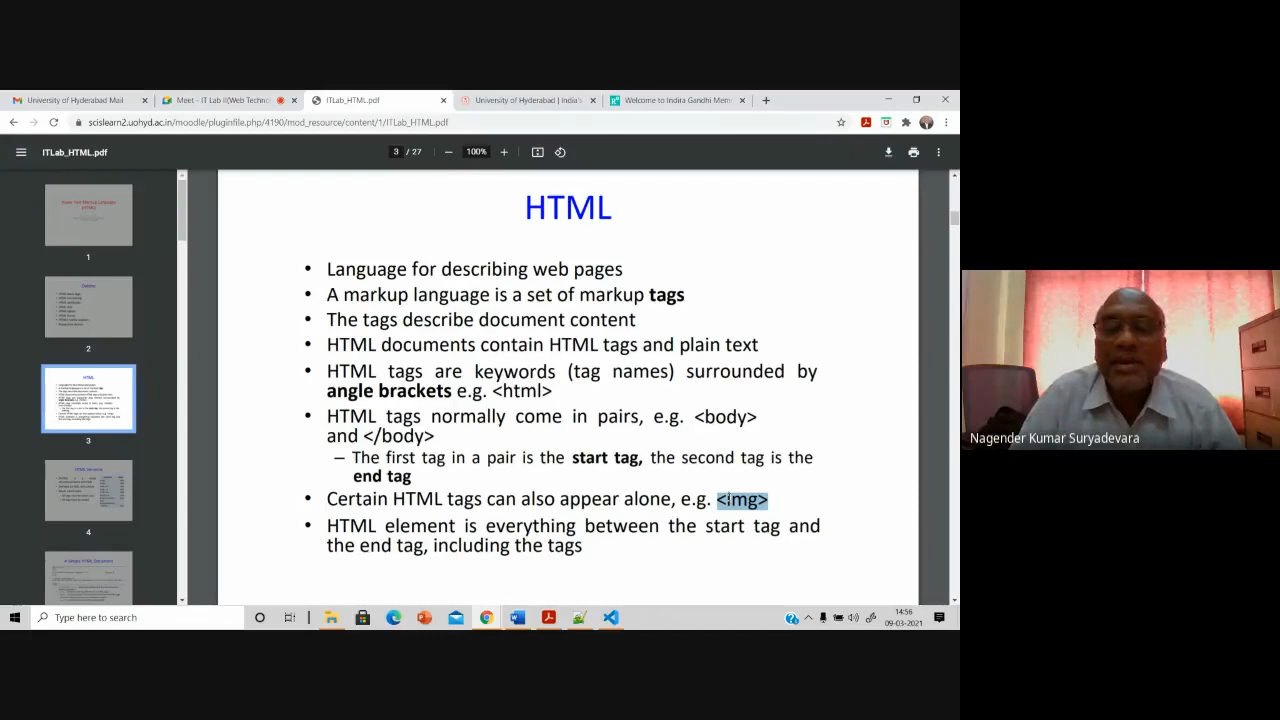 University of Hyderabad Mail
Meet – IT Lab II(Web Techno
ITLab_HTML.pdf
University of Hyderabad | India's
Welcome to Indira Gandhi Mem
scislearn2.uohyd.ac.in/moodle/pluginfile.php/4190/mod_resource/content/1/ITLab_HTML.pdf
ITLab_HTML.pdf
3 / 27
100%
1
2
HTML
3
4
HTML
• Language for describing web pages
• A markup language is a set of markup tags
• The tags describe document content
• HTML documents contain HTML tags and plain text
• HTML tags are keywords (tag names) surrounded by
angle brackets e.g. <html>
• HTML tags normally come in pairs, e.g. <body>
and </body>
– The first tag in a pair is the start tag, the second tag is the
end tag
• Certain HTML tags can also appear alone, e.g. <img>
• HTML element is everything between the start tag and
the end tag, including the tags
Nagender Kumar Suryadevara
Type here to search
14:56
09-03-2021